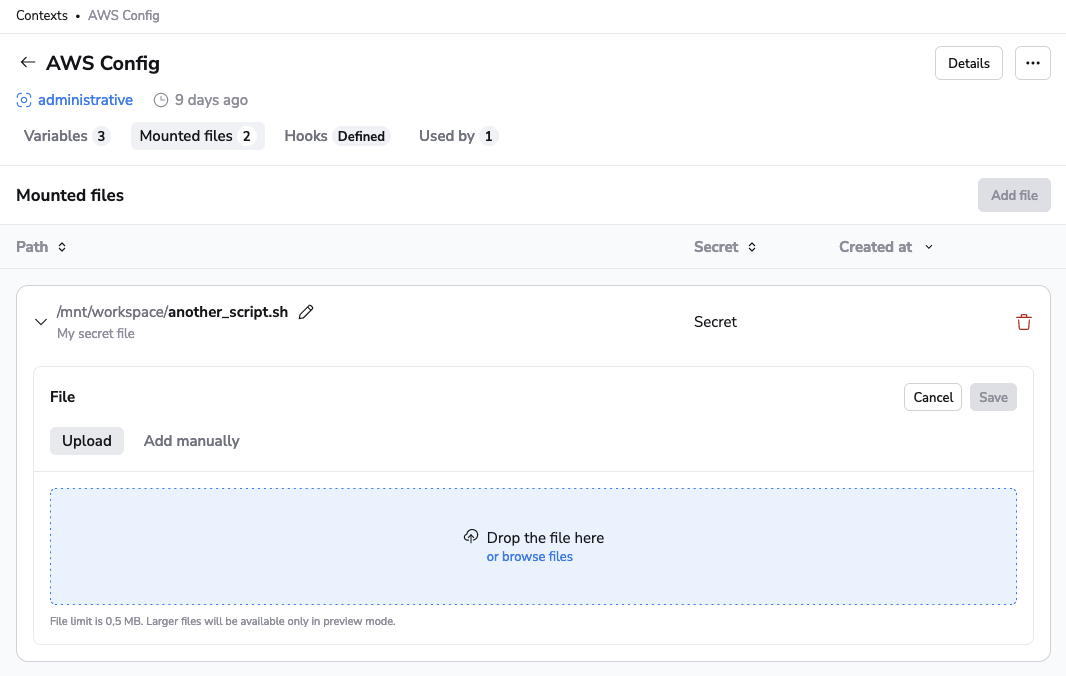 Contexts • AWS Config
AWS Config
Details
administrative 9 days ago
Variables 3 Mounted files 2 Hooks Defined Used by 1
Mounted files
Add file
Path Secret Created at
/mnt/workspace/another_script.sh
My secret file
Secret
File
Cancel Save
Upload Add manually
Drop the file here
or browse files
File limit is 0,5 MB. Larger files will be available only in preview mode.